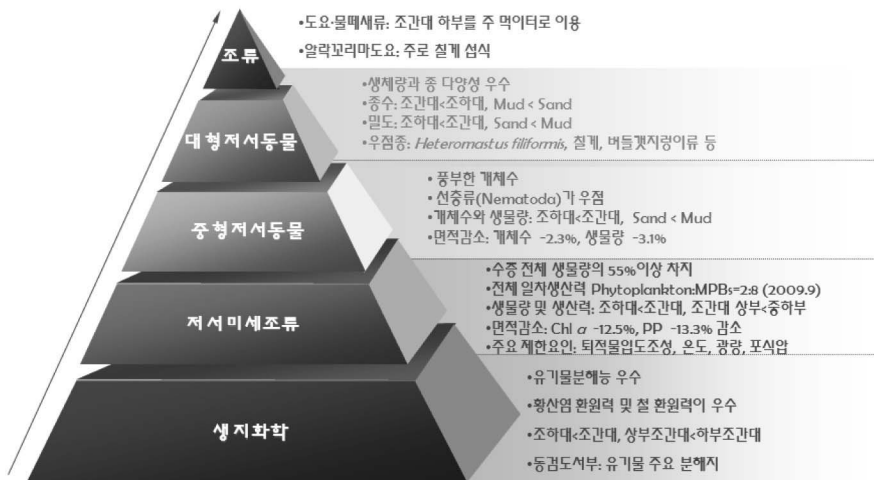 •도요·물떼새류: 조간대 하부를 주 먹이터로 이용
조류
•알락꼬리마도요: 주로 칠게 섭식
•생체량과 종 다양성 우수
•종수: 조간대<조하대, Mud < Sand
•밀도: 조하대<조간대, Sand < Mud
대형저서동물
•우점종: Heteromastus filiformis, 칠게, 버들갯지렁이류 등
• 풍부한 개체수
• 선충류(Nematoda)가 우점
•개체수와 생물량: 조하대<조간대, Sand < Mud
중형저서동물
•면적감소: 개체수 -2.3%, 생물량 -3.1%
•수층 전체 생물량의 55%이상 차지
•전체 일차생산력 Phytoplankton:MPBs=2:8 (2009.9)
•생물량 및 생산력: 조하대<조간대, 조간대 상부<중하부
저서미세조류
•면적감소: Chl a -12.5%, PP -13.3% 감소
•주요 제한요인: 퇴적물입도조성, 온도, 광량, 포식압
•유기물분해능 우수
•황산염 환원력 및 철 환원력이 우수
생지화학
•조하대<조간대, 상부조간대<하부조간대
•동검도서부: 유기물 주요 분해지